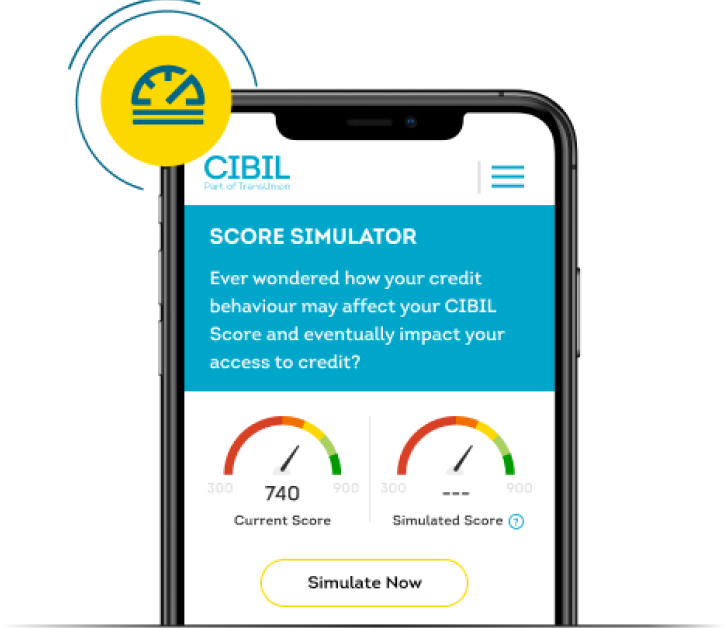 CIBIL
Part of TransUnion
SCORE SIMULATOR
Ever wondered how your credit
behaviour may affect your CIBIL
Score and eventually impact your
access to credit?
300 740 900 300 --- 900
Current Score Simulated Score ?
Simulate Now